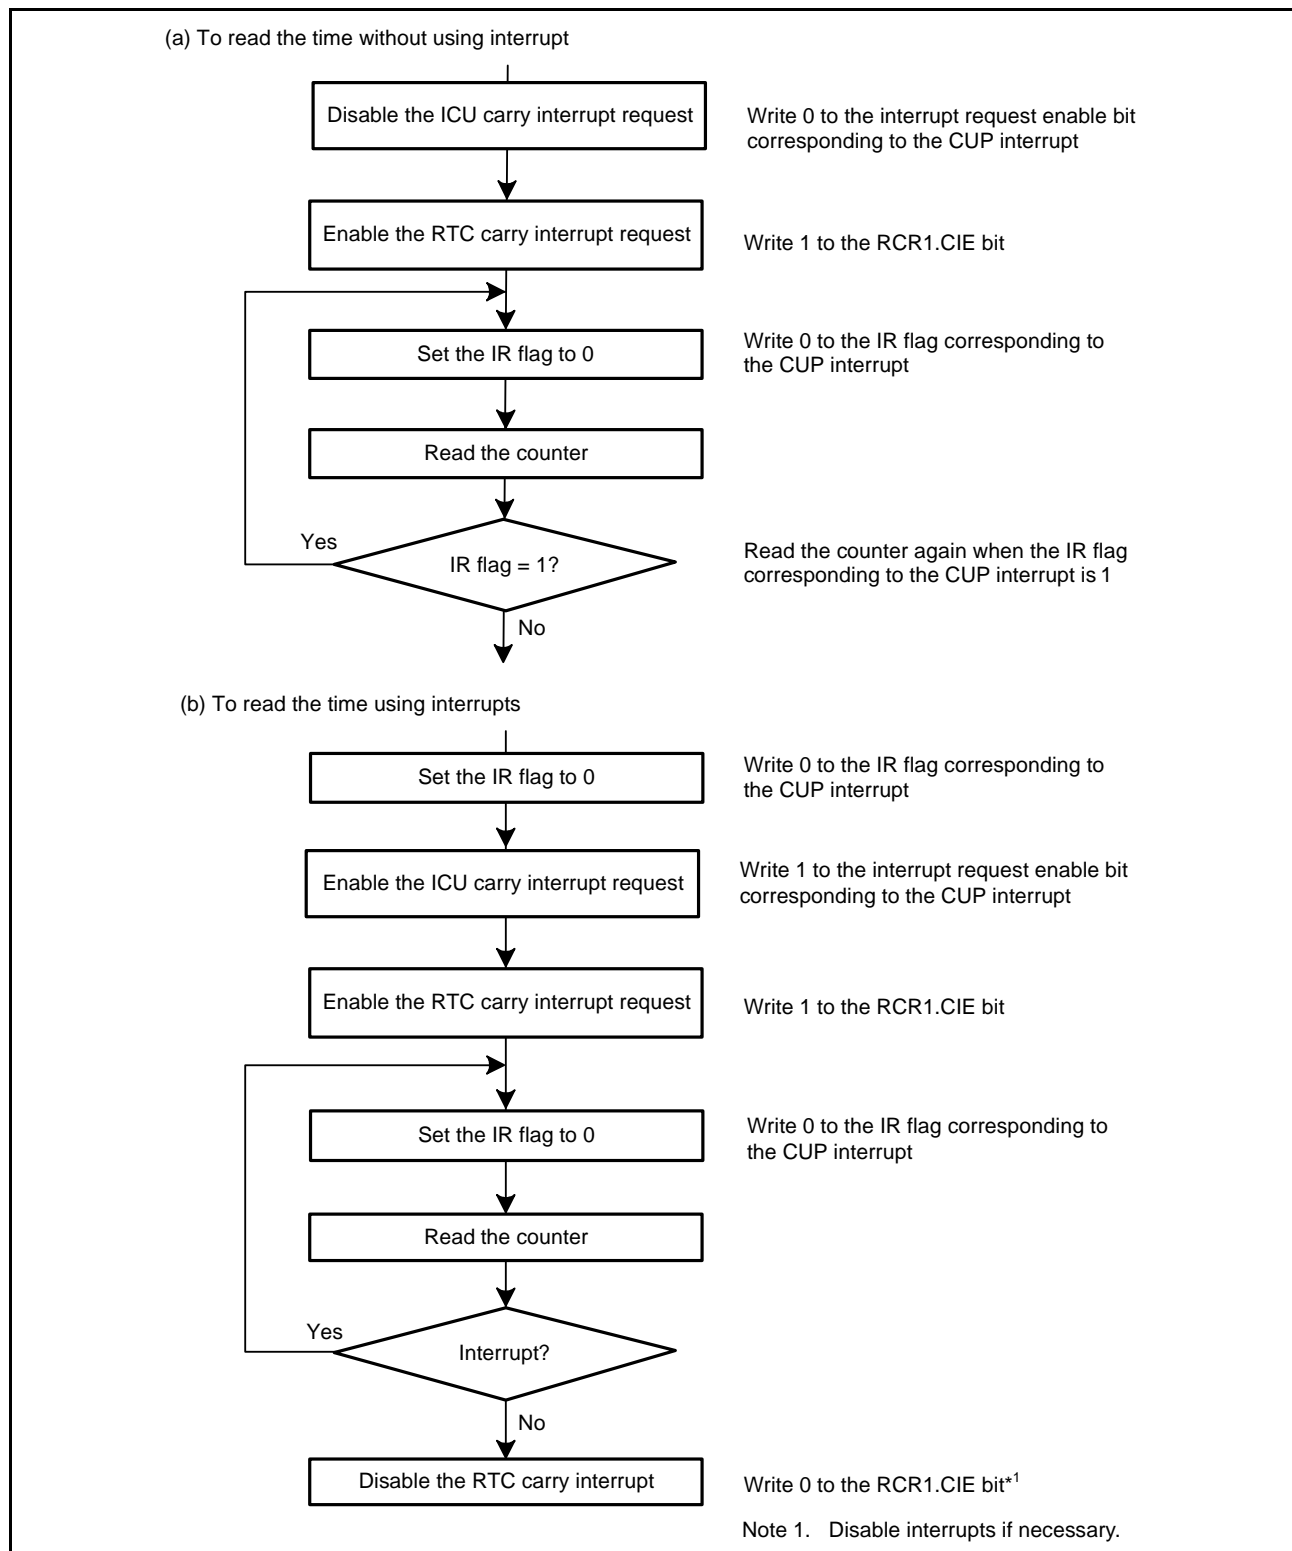 (a) To read the time without using interrupt
Disable the ICU carry interrupt request
Write 0 to the interrupt request enable bit
corresponding to the CUP interrupt
Enable the RTC carry interrupt request
Write 1 to the RCR1.CIE bit
Set the IR flag to 0
Write 0 to the IR flag corresponding to
the CUP interrupt
Read the counter
Yes
IR flag = 1?
Read the counter again when the IR flag
corresponding to the CUP interrupt is 1
No
(b) To read the time using interrupts
Set the IR flag to 0
Write 0 to the IR flag corresponding to
the CUP interrupt
Enable the ICU carry interrupt request
Write 1 to the interrupt request enable bit
corresponding to the CUP interrupt
Enable the RTC carry interrupt request
Write 1 to the RCR1.CIE bit
Set the IR flag to 0
Write 0 to the IR flag corresponding to
the CUP interrupt
Read the counter
Yes
Interrupt?
No
Disable the RTC carry interrupt
Write 0 to the RCR1.CIE bit*1
Note 1. Disable interrupts if necessary.